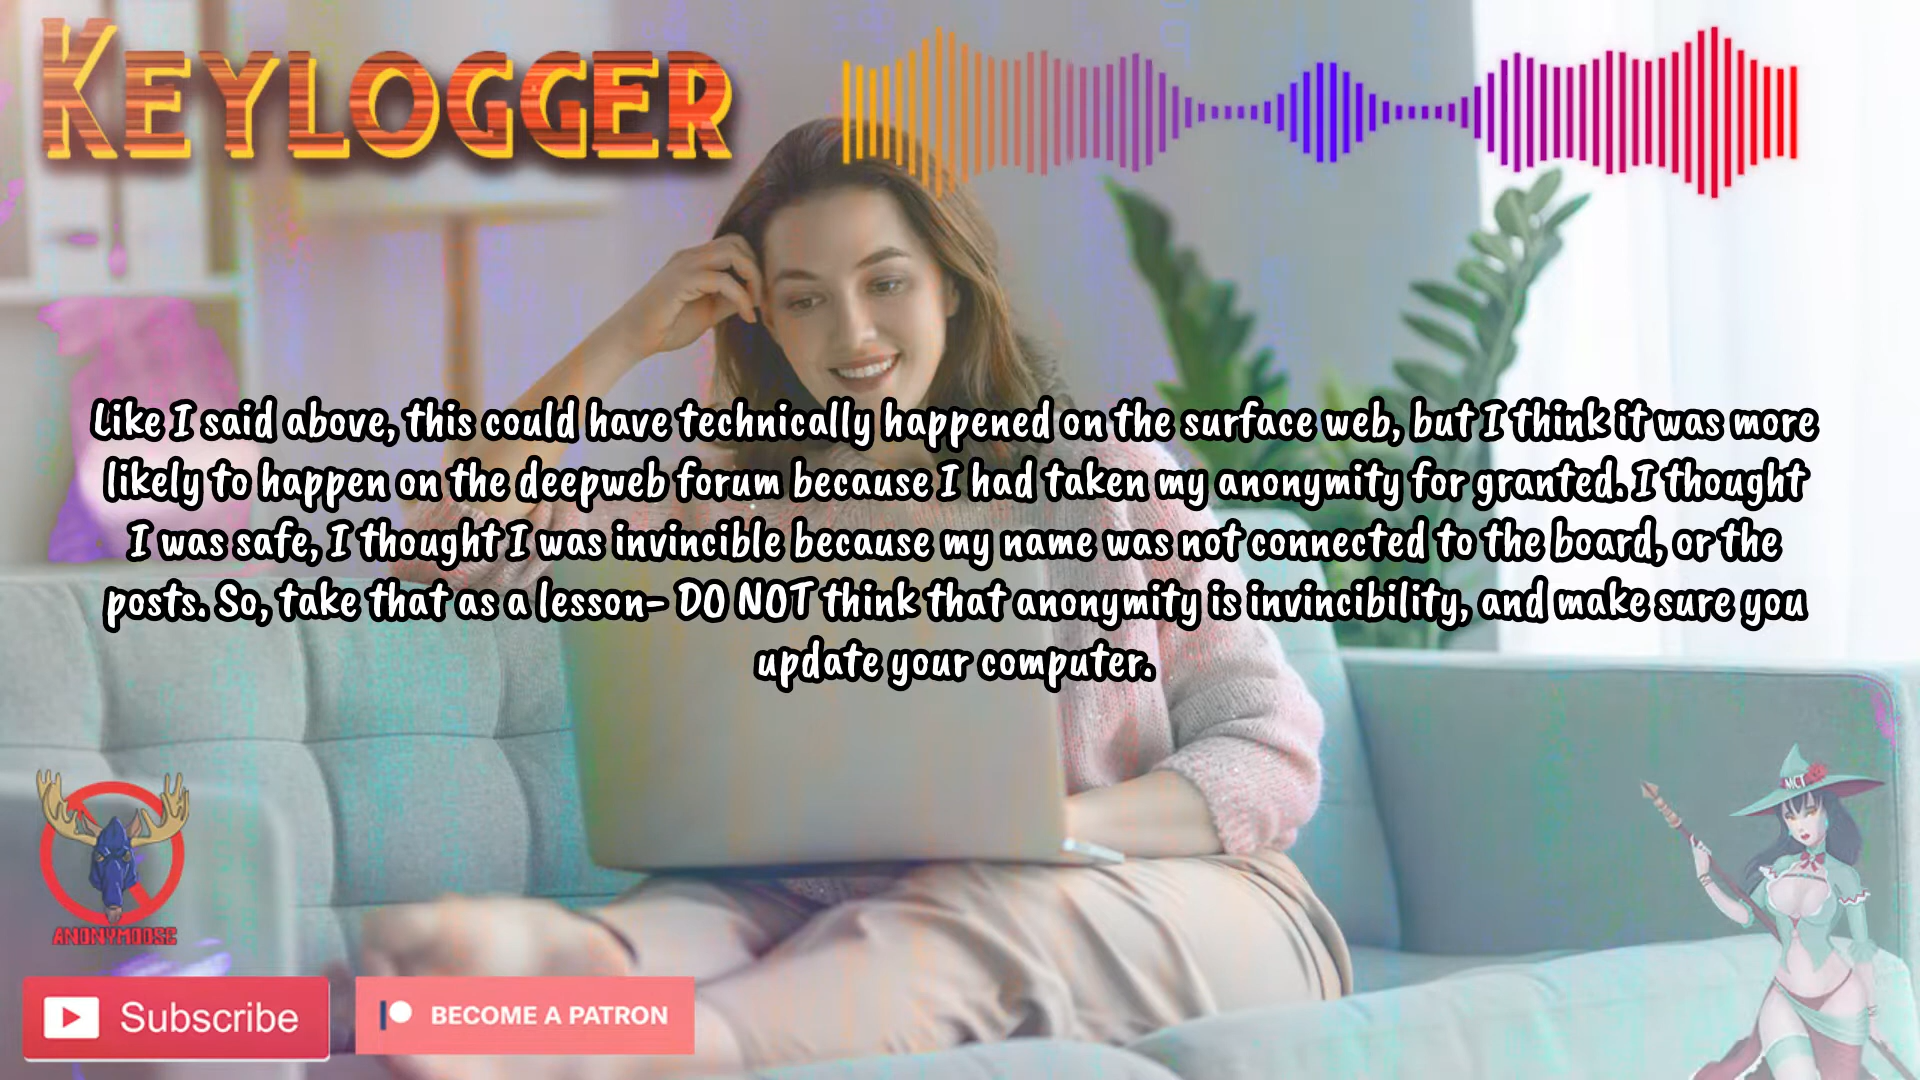 KEYLOGGER
Like I said above, this could have technically happened on the surface web, but I think it was more
likely to happen on the deepweb forum because I had taken my anonymity for granted. I thought
I was safe, I thought I was invincible because my name was not connected to the board, or the
posts. So, take that as a lesson- DO NOT think that anonymity is invincibility, and make sure you
update your computer.
MCT
ANONYMOOSE
Subscribe
BECOME A PATRON